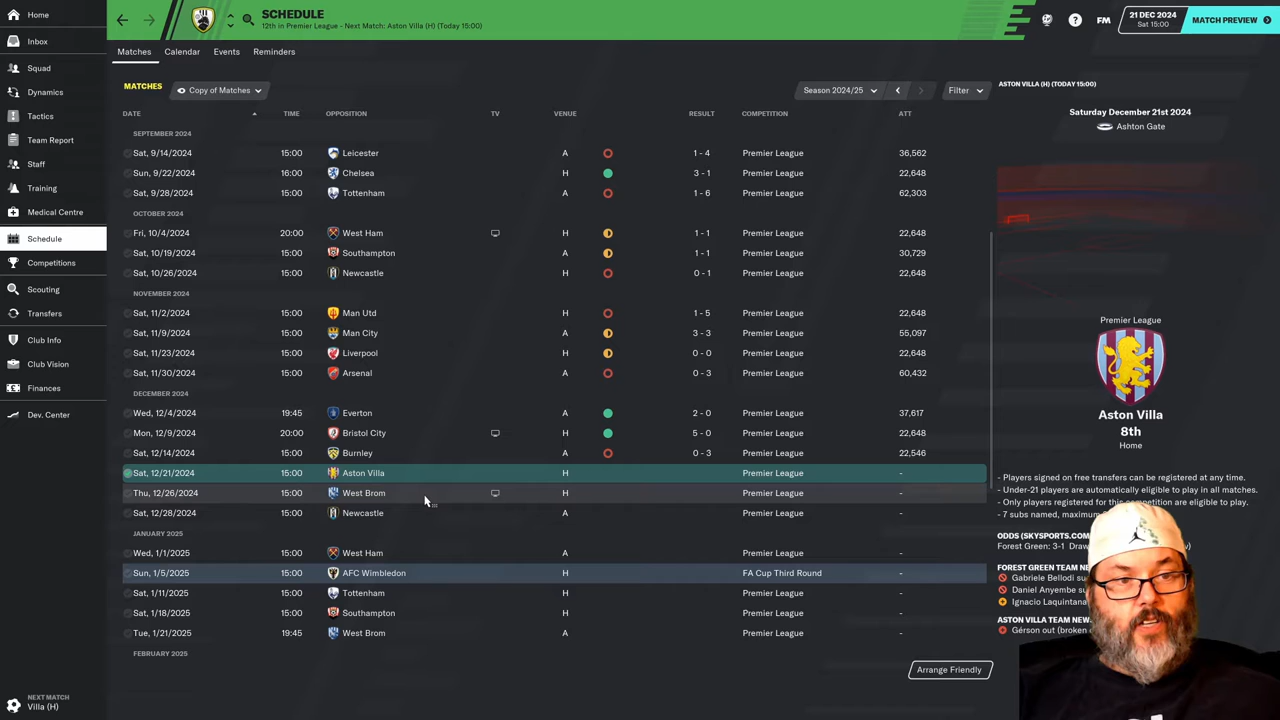 Home
Inbox
Squad
Dynamics
Tactics
Team Report
Staff
Training
Medical Centre
Schedule
Competitions
Scouting
Transfers
Club Info
Club Vision
Finances
Dev. Center
NEXT MATCH
Villa (H)
SCHEDULE
12th in Premier League - Next Match: Aston Villa (H) (Today 15:00)
FM
21 DEC 2024
Sat 15:00
MATCH PREVIEW
Matches Calendar Events Reminders
MATCHES Copy of Matches Season 2024/25 Filter
DATE TIME OPPOSITION TV VENUE RESULT COMPETITION ATT
SEPTEMBER 2024
Sat, 9/14/2024 15:00 Leicester A 1 - 4 Premier League 36,562
Sun, 9/22/2024 16:00 Chelsea H 3 - 1 Premier League 22,648
Sat, 9/28/2024 15:00 Tottenham A 1 - 6 Premier League 62,303
OCTOBER 2024
Fri, 10/4/2024 20:00 West Ham H 1 - 1 Premier League 22,648
Sat, 10/19/2024 15:00 Southampton A 1 - 1 Premier League 30,729
Sat, 10/26/2024 15:00 Newcastle H 0 - 1 Premier League 22,648
NOVEMBER 2024
Sat, 11/2/2024 15:00 Man Utd H 1 - 5 Premier League 22,648
Sat, 11/9/2024 15:00 Man City A 3 - 3 Premier League 55,097
Sat, 11/23/2024 15:00 Liverpool H 0 - 0 Premier League 22,648
Sat, 11/30/2024 15:00 Arsenal A 0 - 3 Premier League 60,432
DECEMBER 2024
Wed, 12/4/2024 19:45 Everton A 2 - 0 Premier League 37,617
Mon, 12/9/2024 20:00 Bristol City H 5 - 0 Premier League 22,648
Sat, 12/14/2024 15:00 Burnley A 0 - 3 Premier League 22,546
Sat, 12/21/2024 15:00 Aston Villa H Premier League -
Thu, 12/26/2024 15:00 West Brom H Premier League -
Sat, 12/28/2024 15:00 Newcastle A Premier League -
JANUARY 2025
Wed, 1/1/2025 15:00 West Ham A Premier League -
Sun, 1/5/2025 15:00 AFC Wimbledon H FA Cup Third Round -
Sat, 1/11/2025 15:00 Tottenham H Premier League -
Sat, 1/18/2025 15:00 Southampton H Premier League -
Tue, 1/21/2025 19:45 West Brom A Premier League -
FEBRUARY 2025
Arrange Friendly
ASTON VILLA (H) (TODAY 15:00)
Saturday December 21st 2024
Ashton Gate
Premier League
Aston Villa
8th
Home
- Players signed on free transfers can be registered at any time.
- Under-21 players are automatically eligible to play in all matches.
- Only players registered for this competition are eligible to play.
- 7 subs named, maximum
ODDS (SKYSPORTS.COM
Forest Green: 3-1
FOREST GREEN TEAM NE
Gabriele Bellodi
Daniel Anyembe
Ignacio Laquintana
ASTON VILLA TEAM NEW
Gérson out (broken